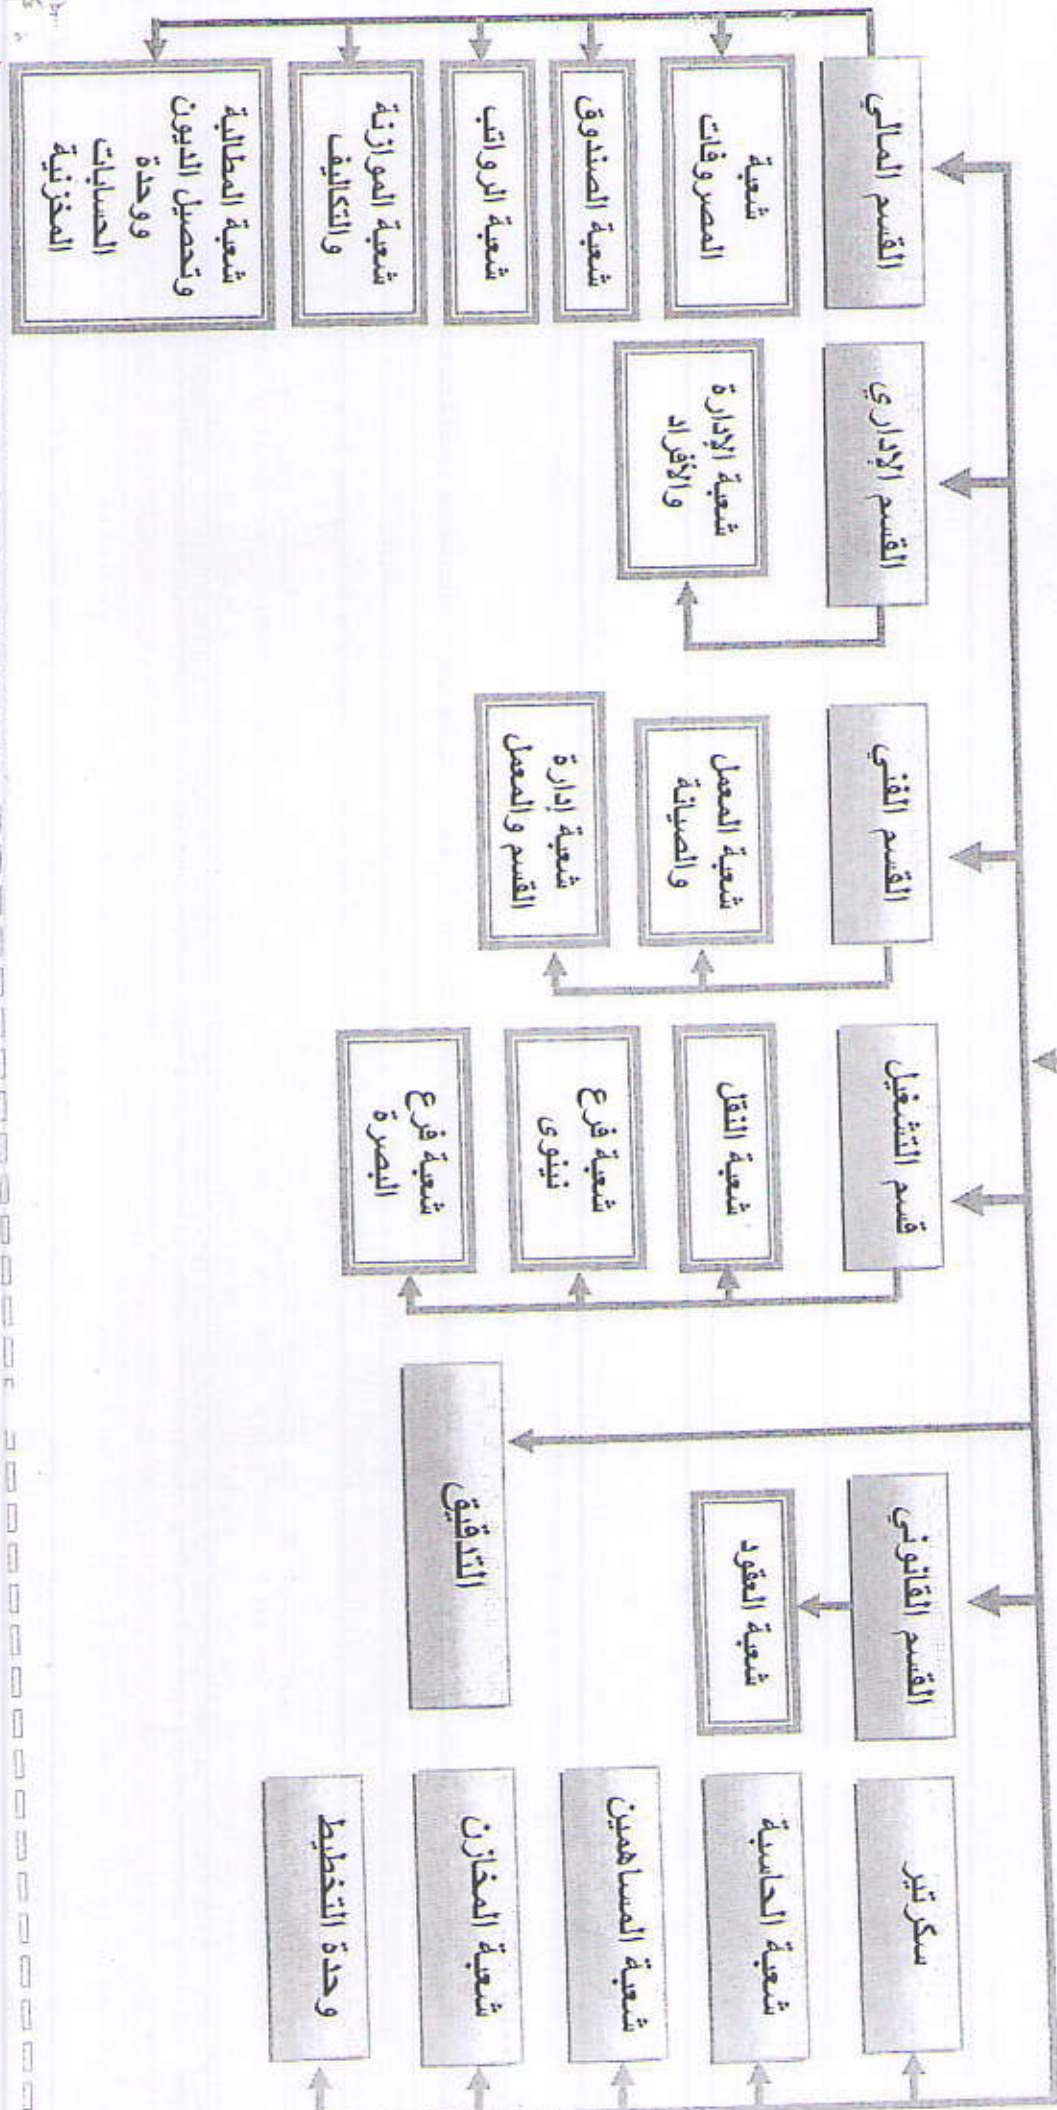 سكرتير
شعبة الحاسبة
شعبة المساهمين
شعبة المخازن
وحدة التخطيط
القسم القانوني
شعبة العقود
التدقيق
قسم التشغيل
شعبة النقل
شعبة فرع
نينوى
شعبة فرع
البصرة
القسم الفني
شعبة المعمل
والصيانة
شعبة إدارة
القسم والمعمل
القسم الإداري
شعبة الإدارة
والأفراد
القسم المالي
شعبة
المصروفات
شعبة الصندوق
شعبة الرواتب
شعبة الموازنة
والتكاليف
شعبة المطالبة
وتحصيل الديون
ووحدة
الحسابات
المخزنية